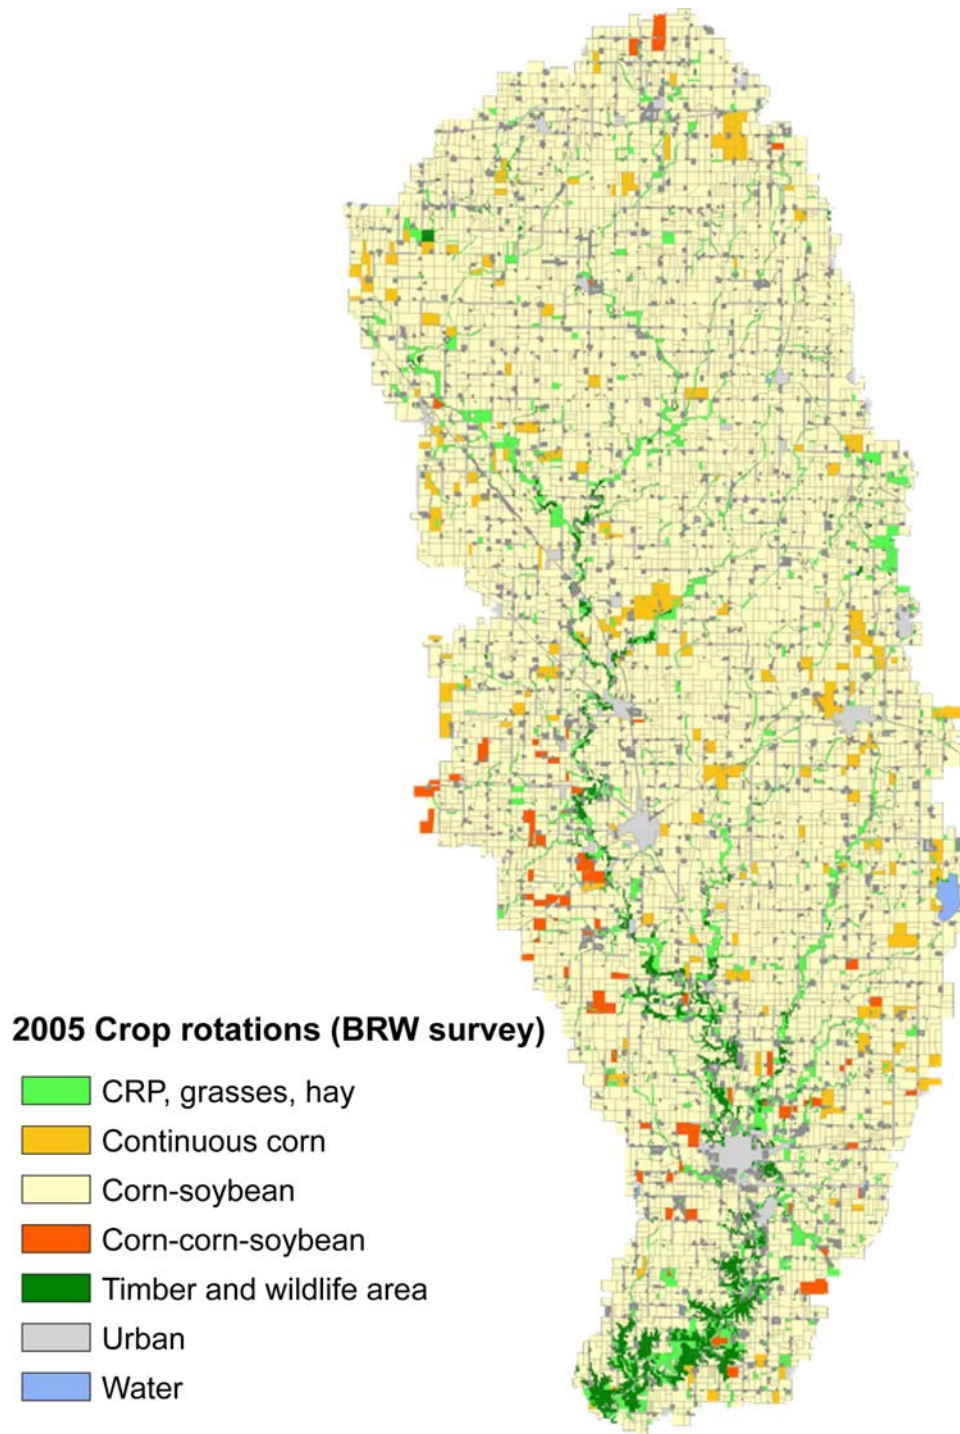 2005 Crop rotations (BRW survey)
CRP, grasses, hay
Continuous corn
Corn-soybean
Corn-corn-soybean
Timber and wildlife area
Urban
Water